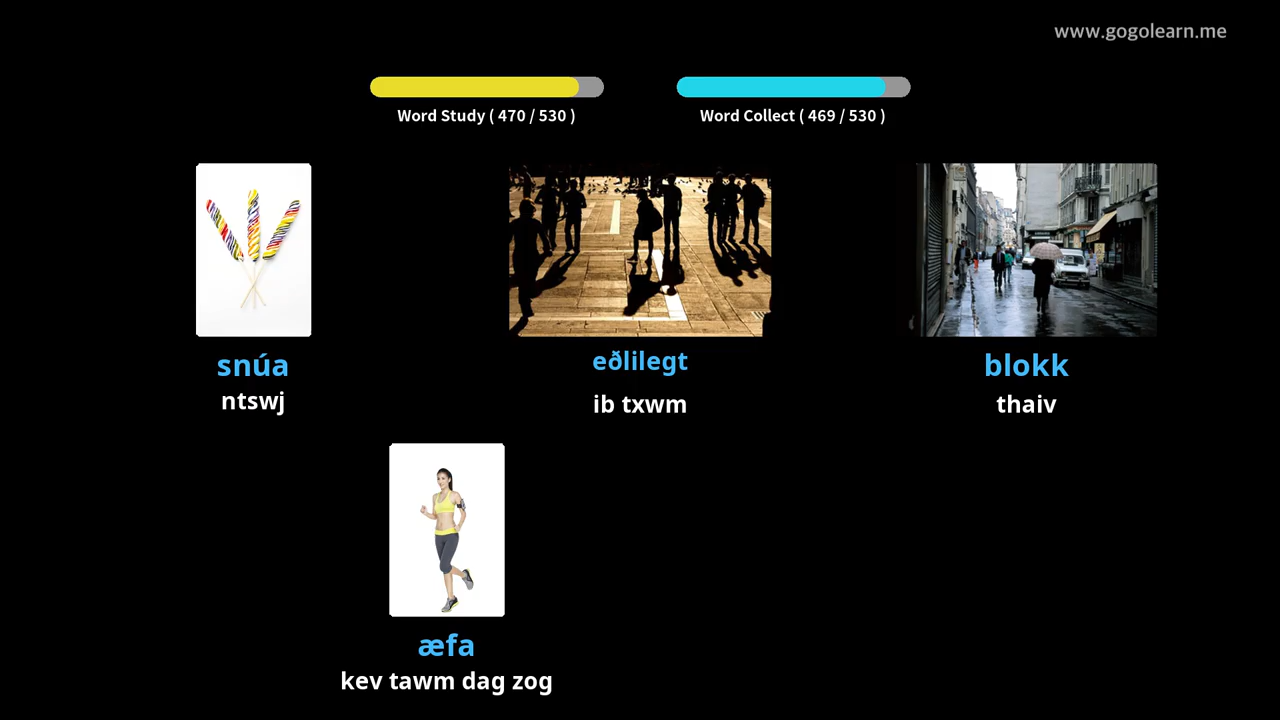 www.gogolearn.me
Word Study ( 470 / 530 )
Word Collect ( 469 / 530 )
snúa
ntswj
eðlilegt
ib txwm
blokk
thaiv
æfa
kev tawm dag zog